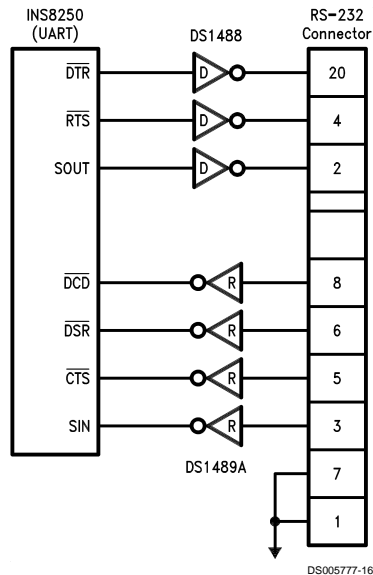 INS8250
(UART)
DS1488
RS-232
Connector
DTR
D
20
RTS
D
4
SOUT
D
2
DCD
R
8
DSR
R
6
CTS
R
5
SIN
R
3
DS1489A
7
1
DS005777-16